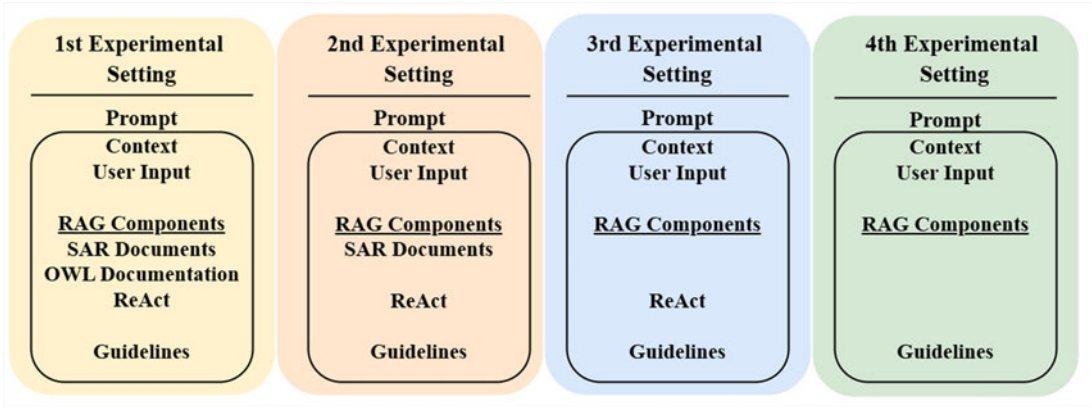 1st Experimental
Setting
Prompt
Context
User Input
RAG Components
SAR Documents
OWL Documentation
ReAct
Guidelines
2nd Experimental
Setting
Prompt
Context
User Input
RAG Components
SAR Documents
ReAct
Guidelines
3rd Experimental
Setting
Prompt
Context
User Input
RAG Components
ReAct
Guidelines
4th Experimental
Setting
Prompt
Context
User Input
RAG Components
Guidelines